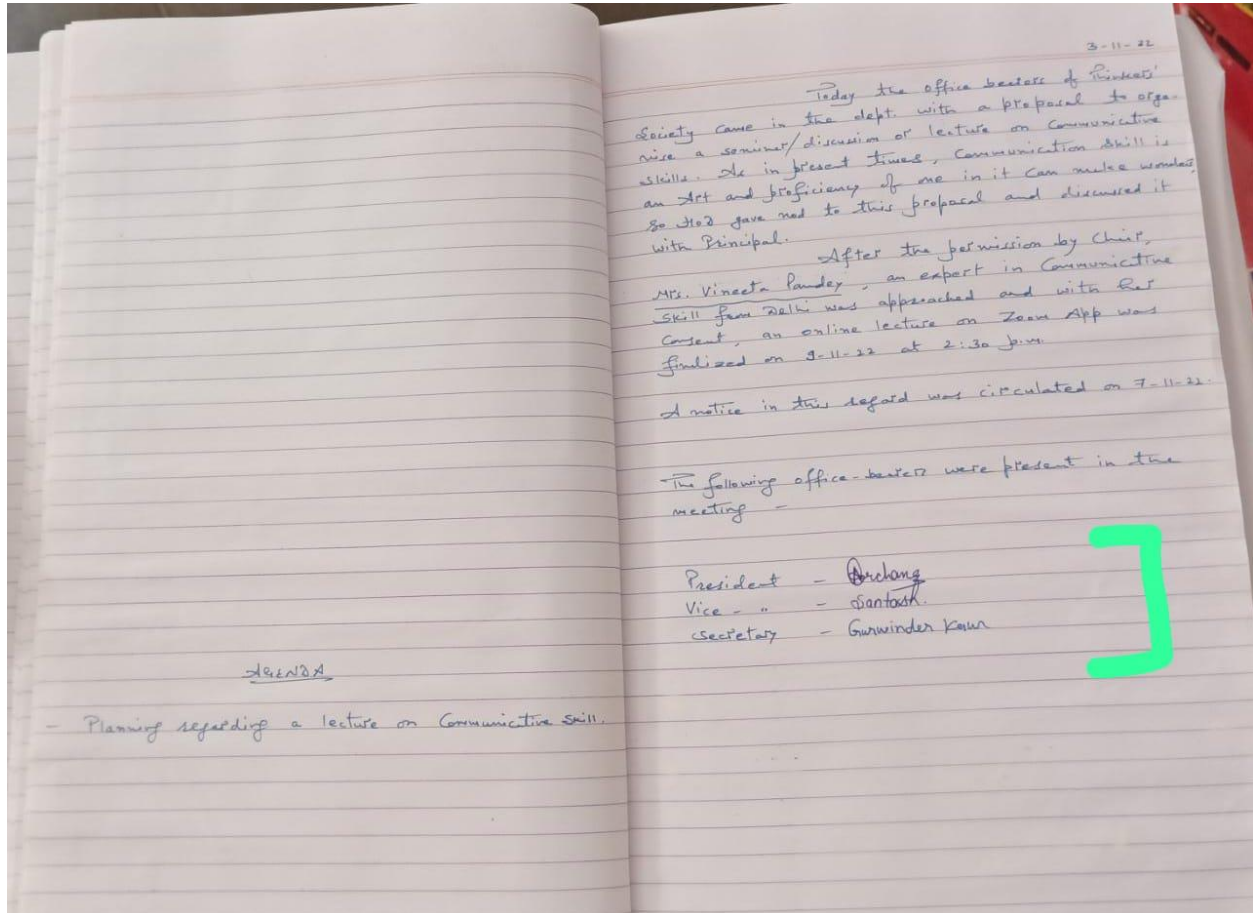 AGENDA
- Planning regarding a lecture on Communicative Skill.
3-11-22
Today the office bearers of Thinkers'
Society came in the dept. with a proposal to orga-
nise a seminar/discussion or lecture on Communicative
skills. As in present times, Communication Skill is
an Art and proficiency of one in it can make wonders,
So HoD gave nod to this proposal and discussed it
with Principal.
After the permission by Chair,
Mrs. Vineeta Pandey, an expert in Communicative
Skill from Delhi was approached and with her
Consent, an online lecture on Zoom App was
finalized on 9-11-22 at 2:30 p.m.
A notice in this regard was circulated on 7-11-22.
The following office-bearers were present in the
meeting -
President -
Vice - " - Santosh.
Secretary - Gurwinder Kaur